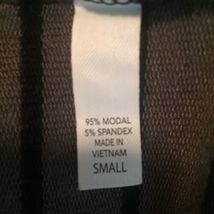 95% MODAL
5% SPANDEX
MADE IN
VIETNAM
SMALL